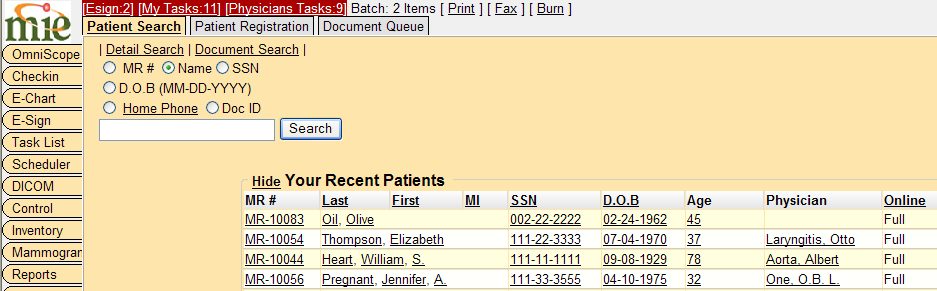 [Esign:2] [My Tasks:11] [Physicians Tasks:9] Batch: 2 Items [ Print ] [ Fax ] [ Burn ]
mie
Patient Search Patient Registration Document Queue
| Detail Search | Document Search |
MR # Name SSN
D.O.B (MM-DD-YYYY)
Home Phone Doc ID
Search
OmniScope
Checkin
E-Chart
E-Sign
Task List
Scheduler
DICOM
Control
Inventory
Mammogram
Reports
Hide Your Recent Patients
MR # Last First MI SSN D.O.B Age Physician Online
MR-10083 Oil, Olive 002-22-2222 02-24-1962 45 Full
MR-10054 Thompson, Elizabeth 111-22-3333 07-04-1970 37 Laryngitis, Otto Full
MR-10044 Heart, William, S. 111-11-1111 09-08-1929 78 Aorta, Albert Full
MR-10056 Pregnant, Jennifer, A. 111-33-3555 04-10-1975 32 One, O.B. L. Full